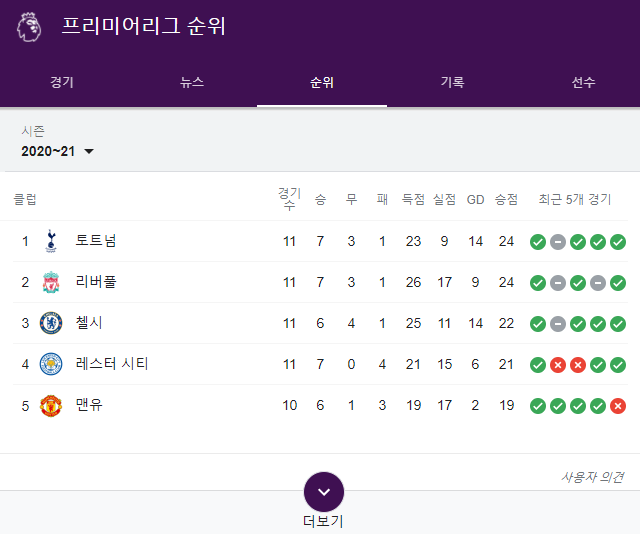 프리미어리그 순위
경기 뉴스 순위 기록 선수
시즌
2020~21
클럽 경기수 승 무 패 득점 실점 GD 승점 최근 5개 경기
1 토트넘 11 7 3 1 23 9 14 24
2 리버풀 11 7 3 1 26 17 9 24
3 첼시 11 6 4 1 25 11 14 22
4 레스터 시티 11 7 0 4 21 15 6 21
5 맨유 10 6 1 3 19 17 2 19
사용자 의견
더보기